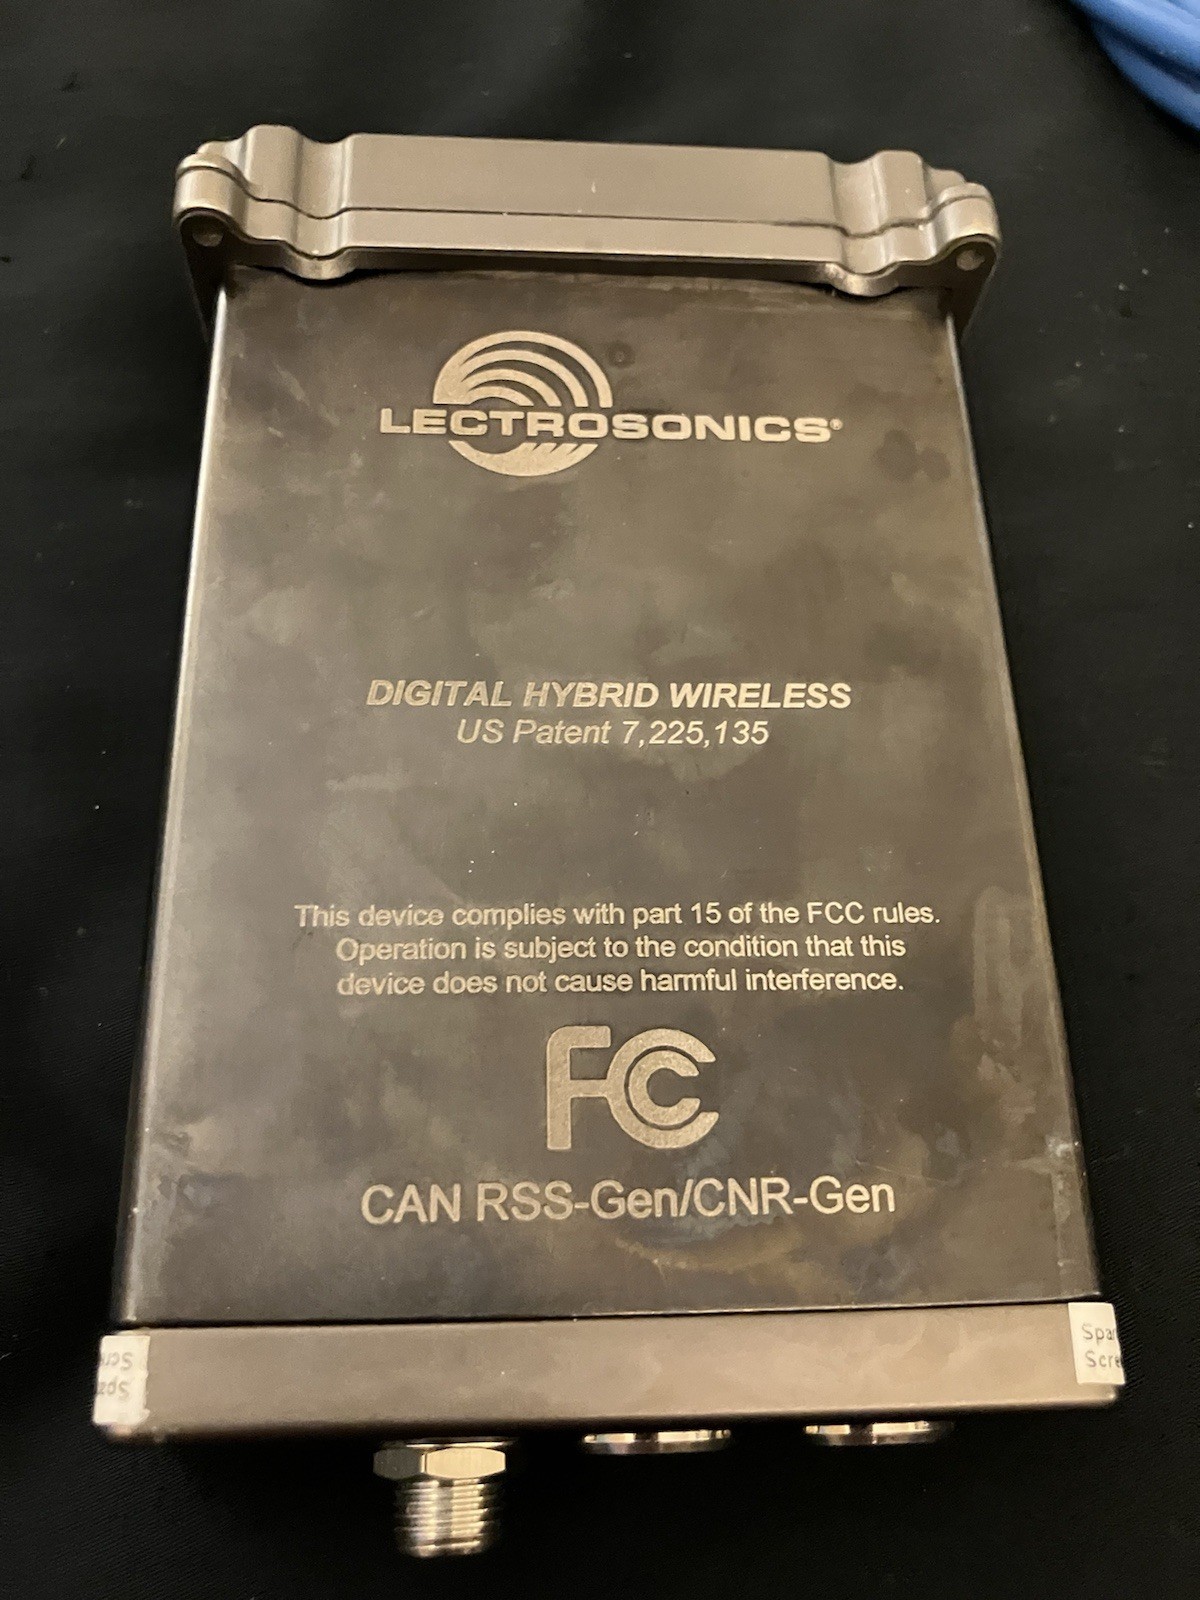 LECTROSONICS®
DIGITAL HYBRID WIRELESS
US Patent 7,225,135
This device complies with part 15 of the FCC rules.
Operation is subject to the condition that this
device does not cause harmful interference.
FC
CAN RSS-Gen/CNR-Gen